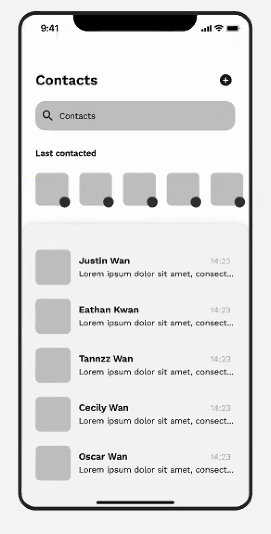 9:41
Contacts
Contacts
Last contacted
Justin Wan 14:23
Lorem ipsum dolor sit amet, consect...
Eathan Kwan 14:23
Lorem ipsum dolor sit amet, consect...
Tannzz Wan 14:23
Lorem ipsum dolor sit amet, consect...
Cecily Wan 14:23
Lorem ipsum dolor sit amet, consect...
Oscar Wan 14:23
Lorem ipsum dolor sit amet, consect...